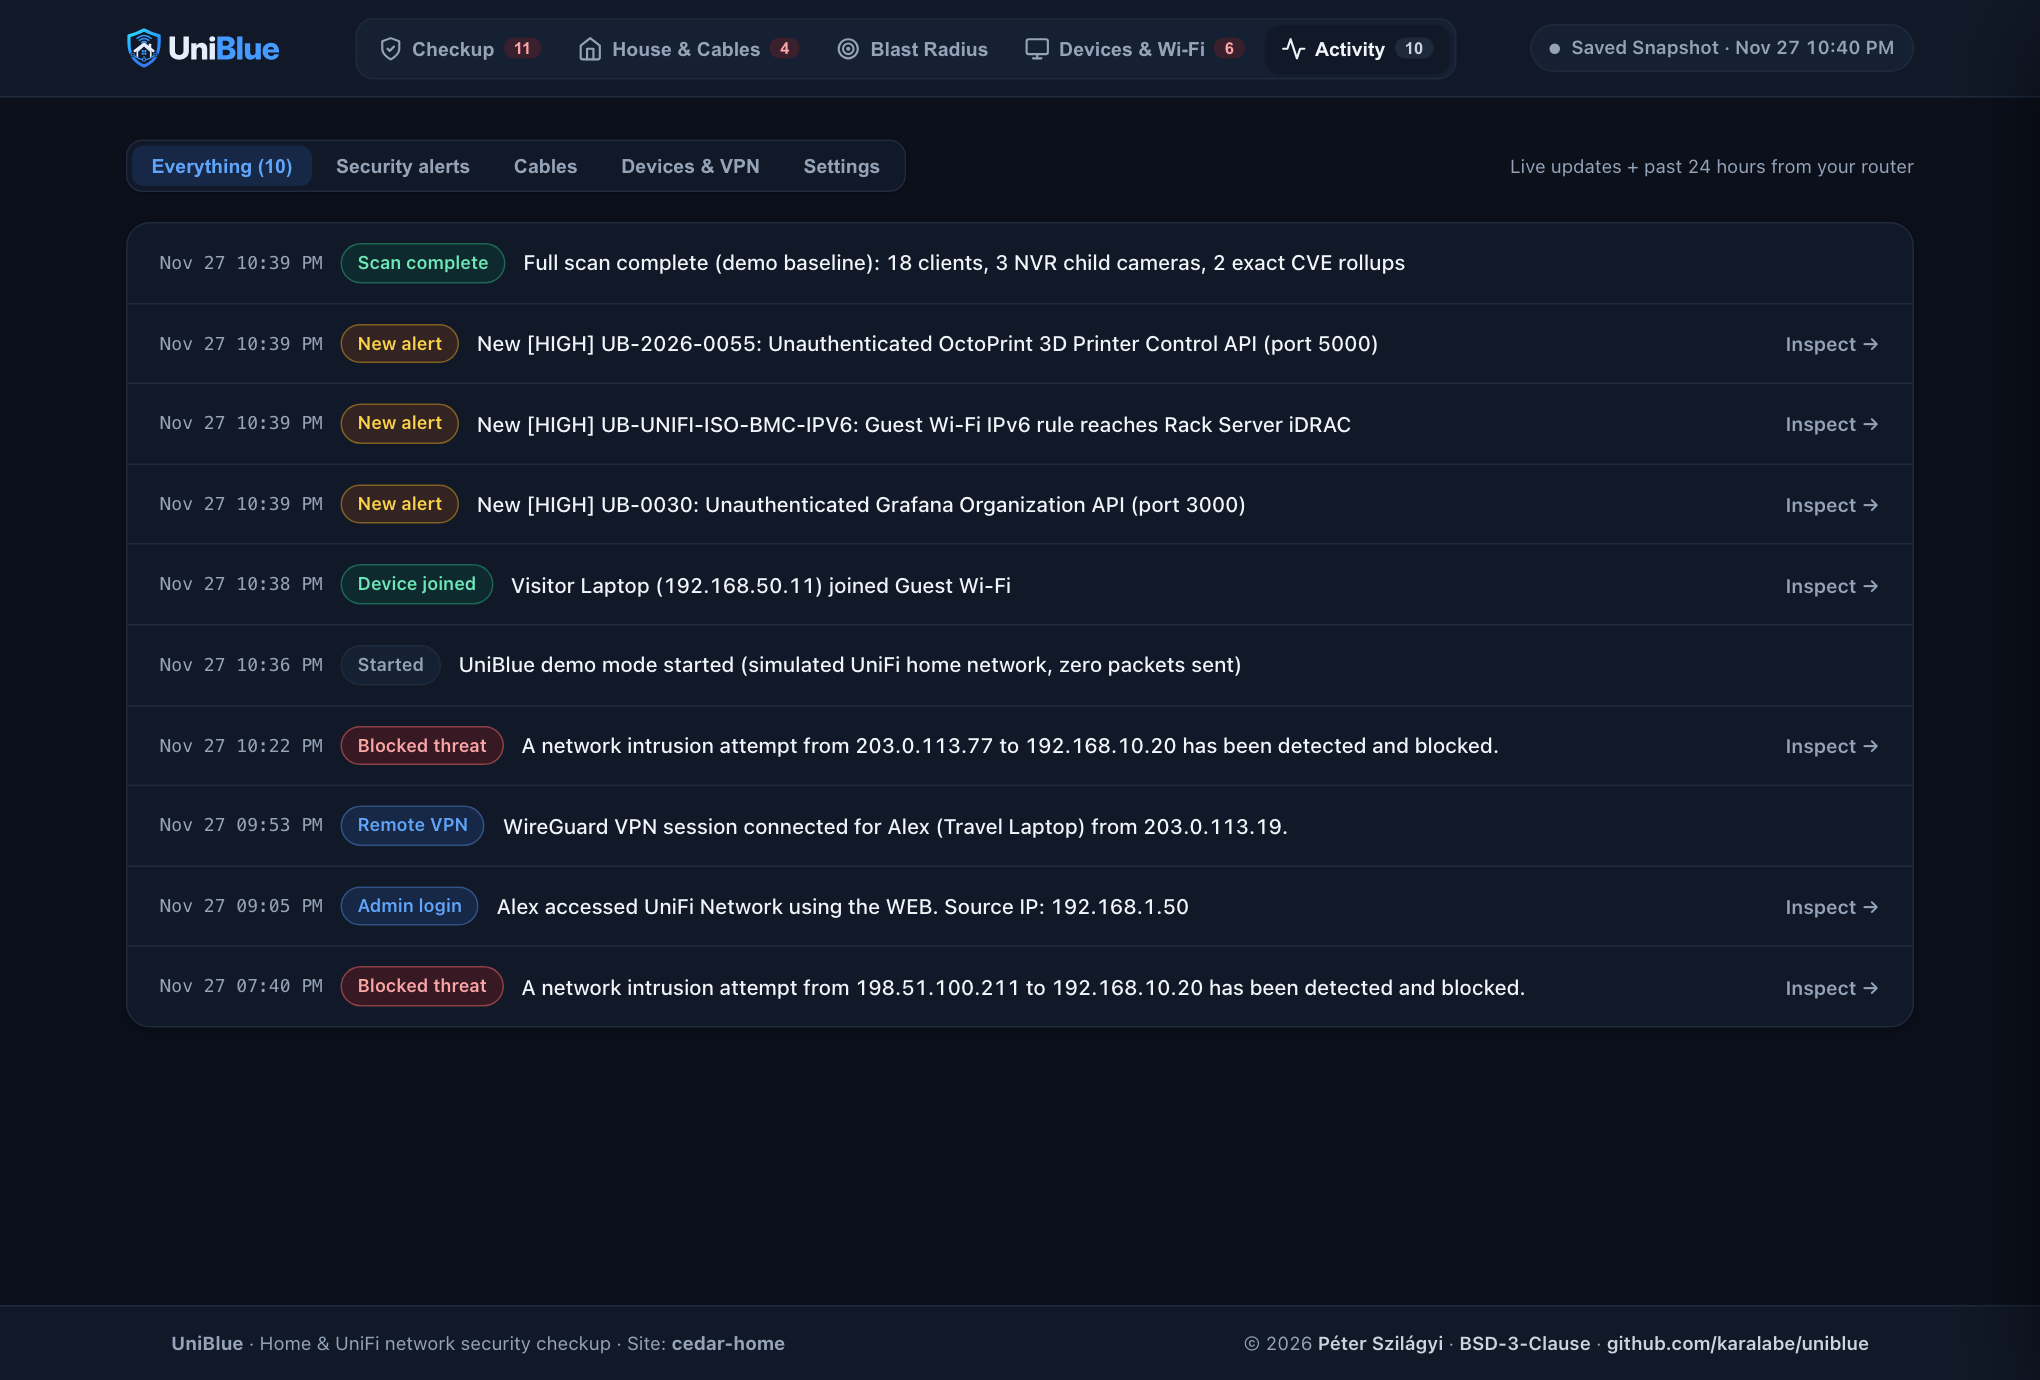 UniBlue
Checkup 11
House & Cables 4
Blast Radius
Devices & Wi-Fi 6
Activity 10
Saved Snapshot · Nov 27 10:40 PM
Everything (10)
Security alerts
Cables
Devices & VPN
Settings
Live updates + past 24 hours from your router
Nov 27 10:39 PM Scan complete Full scan complete (demo baseline): 18 clients, 3 NVR child cameras, 2 exact CVE rollups
Nov 27 10:39 PM New alert New [HIGH] UB-2026-0055: Unauthenticated OctoPrint 3D Printer Control API (port 5000) Inspect →
Nov 27 10:39 PM New alert New [HIGH] UB-UNIFI-ISO-BMC-IPV6: Guest Wi-Fi IPv6 rule reaches Rack Server iDRAC Inspect →
Nov 27 10:39 PM New alert New [HIGH] UB-0030: Unauthenticated Grafana Organization API (port 3000) Inspect →
Nov 27 10:38 PM Device joined Visitor Laptop (192.168.50.11) joined Guest Wi-Fi Inspect →
Nov 27 10:36 PM Started UniBlue demo mode started (simulated UniFi home network, zero packets sent)
Nov 27 10:22 PM Blocked threat A network intrusion attempt from 203.0.113.77 to 192.168.10.20 has been detected and blocked. Inspect →
Nov 27 09:53 PM Remote VPN WireGuard VPN session connected for Alex (Travel Laptop) from 203.0.113.19.
Nov 27 09:05 PM Admin login Alex accessed UniFi Network using the WEB. Source IP: 192.168.1.50 Inspect →
Nov 27 07:40 PM Blocked threat A network intrusion attempt from 198.51.100.211 to 192.168.10.20 has been detected and blocked. Inspect →
UniBlue · Home & UniFi network security checkup · Site: cedar-home
© 2026 Péter Szilágyi · BSD-3-Clause · github.com/karalabe/uniblue